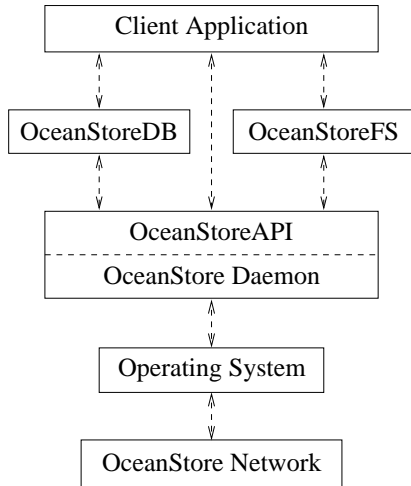 Client Application
OceanStoreDB
OceanStoreFS
OceanStoreAPI
OceanStore Daemon
Operating System
OceanStore Network